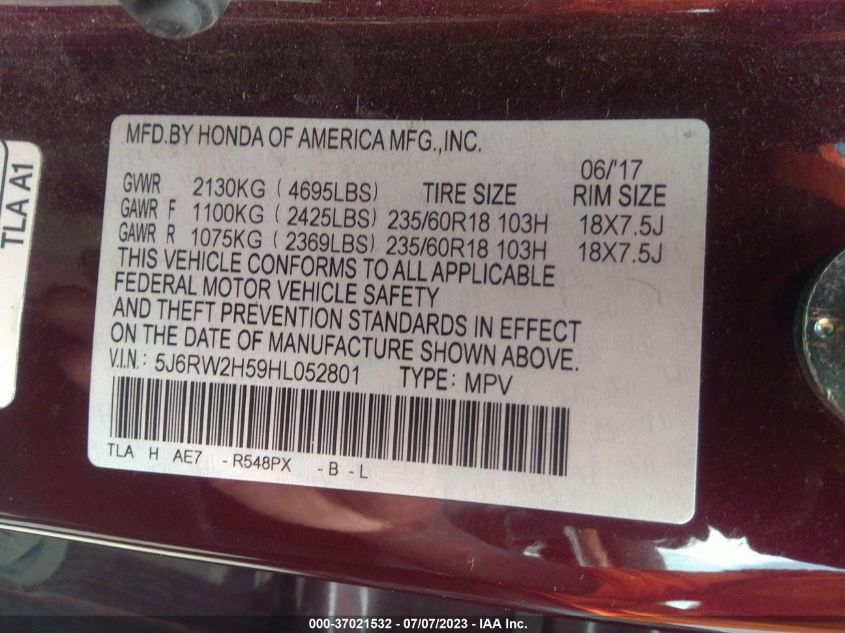 MFD.BY HONDA OF AMERICA MFG.,INC.
06/'17
GVWR 2130KG ( 4695LBS) TIRE SIZE RIM SIZE
GAWR F 1100KG ( 2425LBS) 235/60R18 103H 18X7.5J
GAWR R 1075KG ( 2369LBS) 235/60R18 103H 18X7.5J
THIS VEHICLE CONFORMS TO ALL APPLICABLE
FEDERAL MOTOR VEHICLE SAFETY
AND THEFT PREVENTION STANDARDS IN EFFECT
ON THE DATE OF MANUFACTURE SHOWN ABOVE.
V.I.N.: 5J6RW2H59HL052801 TYPE: MPV
TLA H AE7 - R548PX - B - L
TLA A1
000-37021532 - 07/07/2023 - IAA Inc.